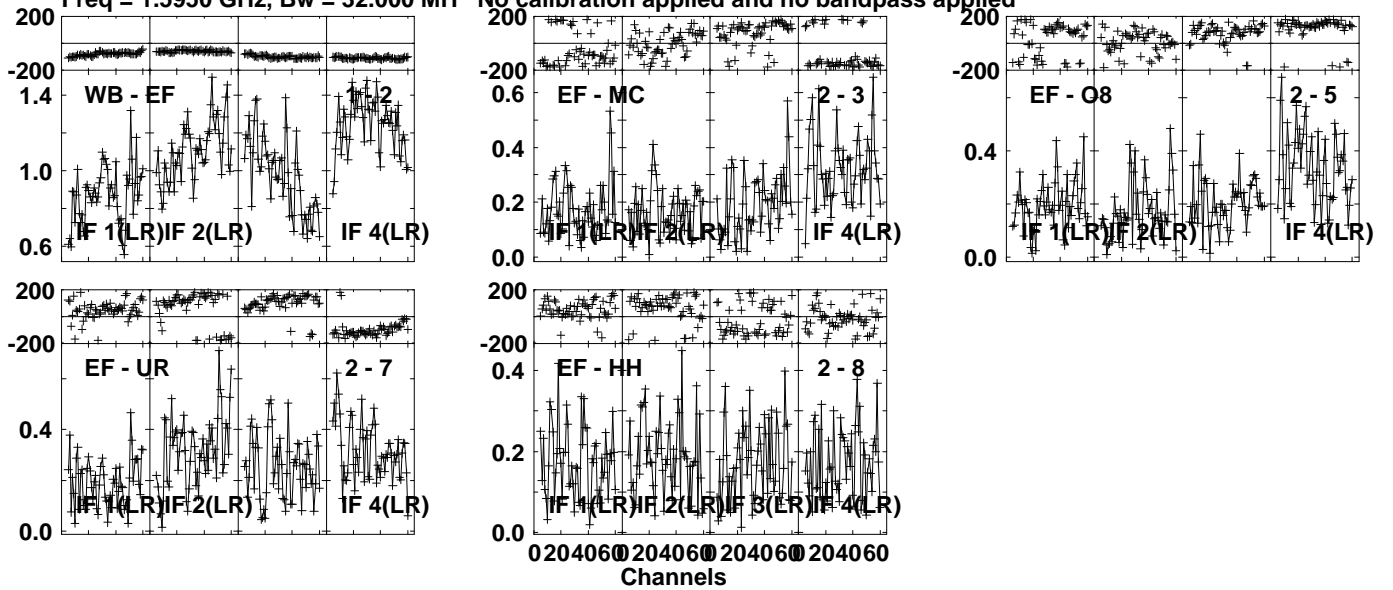 Freq = 1.5950 GHz, Bw = 32.000 MH No calibration applied and no bandpass applied
200 200 200
-200 -200 -200
WB - EF 1 - 2 EF - MC 2 - 3 EF - O8 2 - 5
1.4 0.6
0.4 0.4
1.0
0.2
IF 1(LR) IF 2(LR) IF 4(LR) IF 1(LR) IF 2(LR) IF 4(LR) IF 1(LR) IF 2(LR) IF 4(LR)
0.6 0.0 0.0
200 200
-200 -200
EF - UR 2 - 7 EF - HH 2 - 8
0.4
0.4
0.2
IF 1(LR) IF 2(LR) IF 4(LR) IF 1(LR) IF 2(LR) IF 3(LR) IF 4(LR)
0.0 0.0
0 20 40 60 0 20 40 60 0 20 40 60 0 20 40 60
Channels